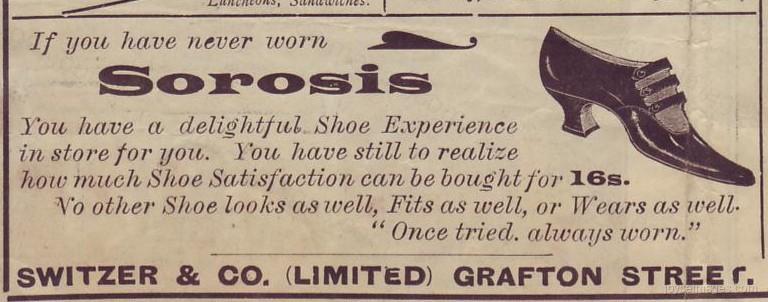 Luncheons, Sandwiches.
If you have never worn
Sorosis
You have a delightful Shoe Experience
in store for you. You have still to realize
how much Shoe Satisfaction can be bought for 16s.
No other Shoe looks as well, Fits as well, or Wears as well.
"Once tried. always worn."
SWITZER & CO. (LIMITED) GRAFTON STREET.
joyceimages.com